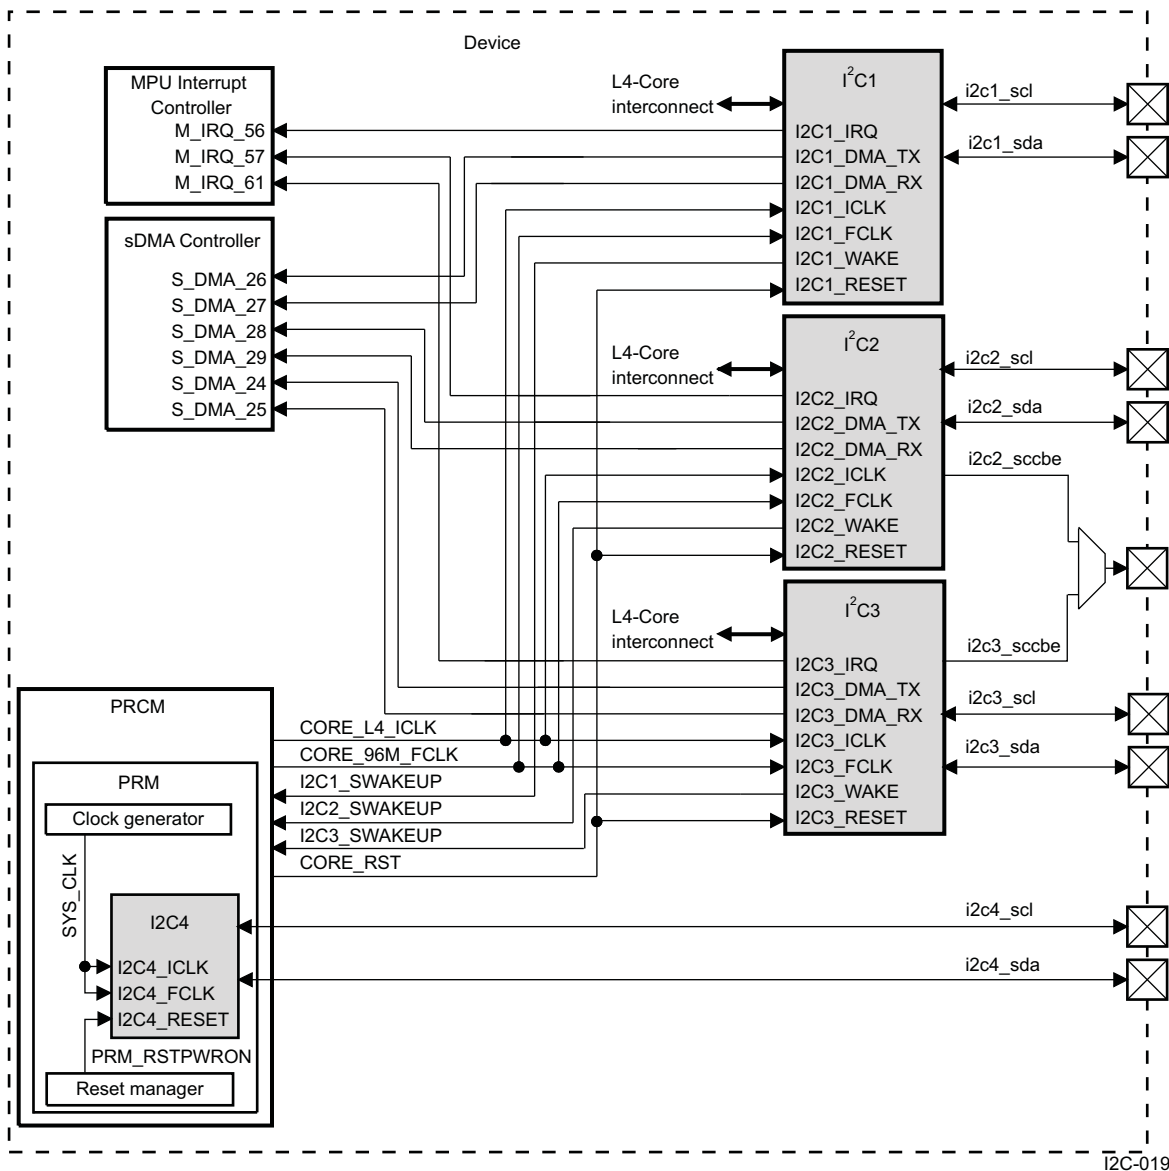 Device
MPU Interrupt
Controller
M_IRQ_56
M_IRQ_57
M_IRQ_61
sDMA Controller
S_DMA_26
S_DMA_27
S_DMA_28
S_DMA_29
S_DMA_24
S_DMA_25
L4-Core
interconnect
I²C1
I2C1_IRQ
I2C1_DMA_TX
I2C1_DMA_RX
I2C1_ICLK
I2C1_FCLK
I2C1_WAKE
I2C1_RESET
i2c1_scl
i2c1_sda
L4-Core
interconnect
I²C2
I2C2_IRQ
I2C2_DMA_TX
I2C2_DMA_RX
I2C2_ICLK
I2C2_FCLK
I2C2_WAKE
I2C2_RESET
i2c2_scl
i2c2_sda
i2c2_sccbe
L4-Core
interconnect
I²C3
I2C3_IRQ
I2C3_DMA_TX
I2C3_DMA_RX
I2C3_ICLK
I2C3_FCLK
I2C3_WAKE
I2C3_RESET
i2c3_sccbe
i2c3_scl
i2c3_sda
PRCM
CORE_L4_ICLK
CORE_96M_FCLK
I2C1_SWAKEUP
I2C2_SWAKEUP
I2C3_SWAKEUP
CORE_RST
PRM
Clock generator
SYS_CLK
I2C4
I2C4_ICLK
I2C4_FCLK
I2C4_RESET
PRM_RSTPWRON
Reset manager
i2c4_scl
i2c4_sda
I2C-019